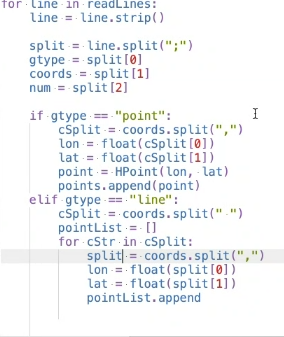 for line in readLines:
line = line.strip()
split = line.split(";")
gtype = split[0]
coords = split[1]
num = split[2]
if gtype == "point":
cSplit = coords.split(",")
lon = float(cSplit[0])
lat = float(cSplit[1])
point = HPoint(lon, lat)
points.append(point)
elif gtype == "line":
cSplit = coords.split(" ")
pointList = []
for cStr in cSplit:
split = coords.split(",")
lon = float(split[0])
lat = float(split[1])
pointList.append